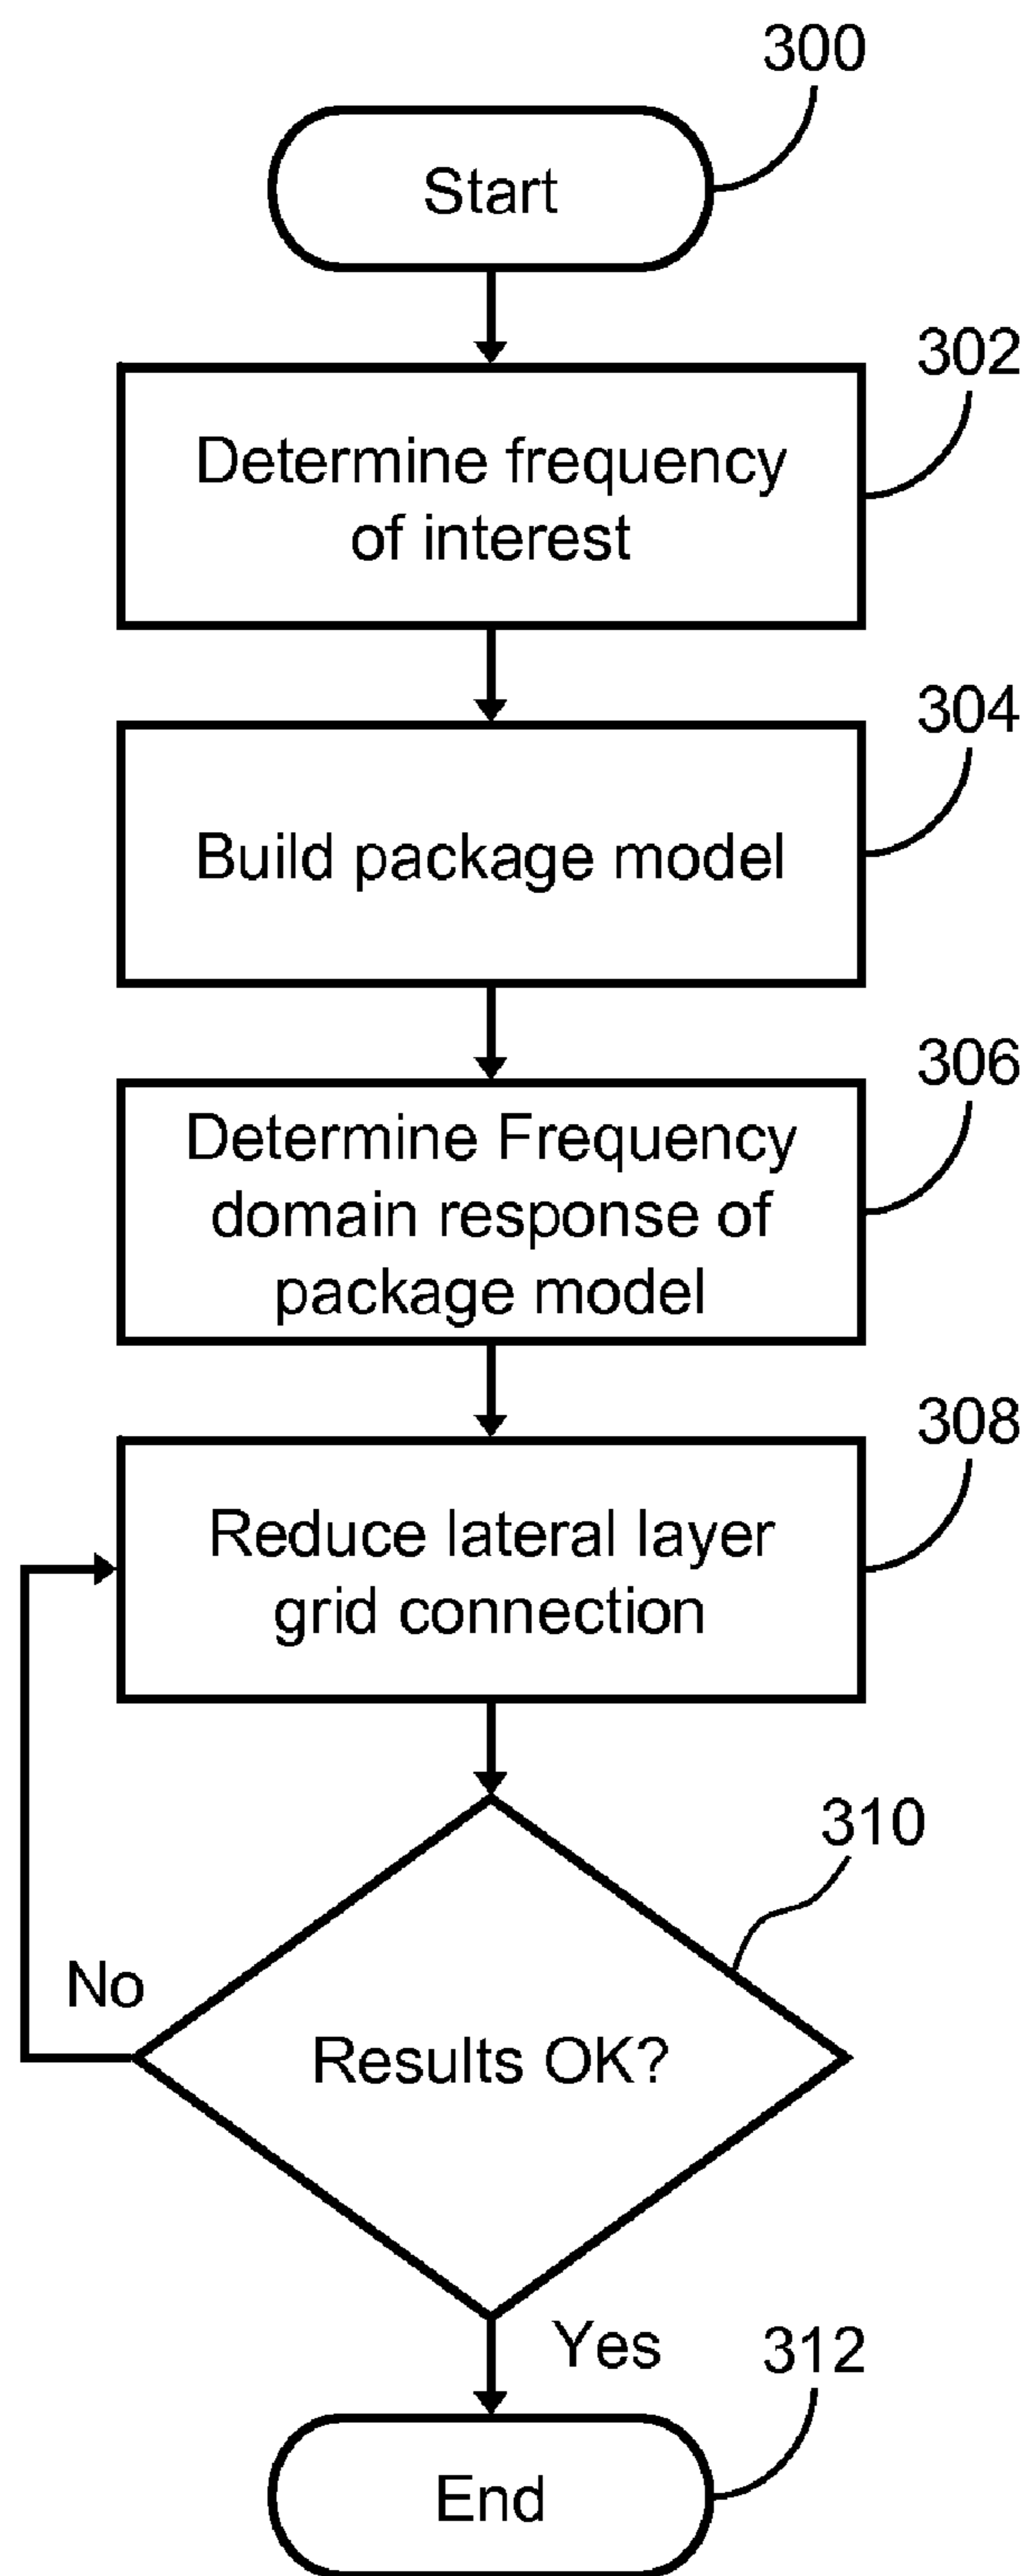 300
Start
302
Determine frequency
of interest
304
Build package model
306
Determine Frequency
domain response of
package model
308
Reduce lateral layer
grid connection
310
No
Results OK?
Yes
312
End